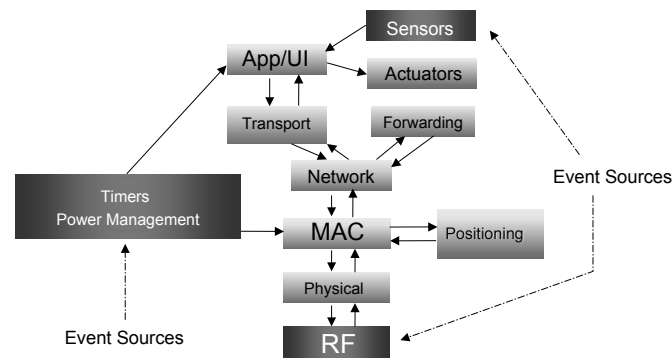 Sensors
App/UI
Actuators
Transport
Forwarding
Network
Event Sources
Timers
Power Management
MAC
Positioning
Physical
Event Sources
RF